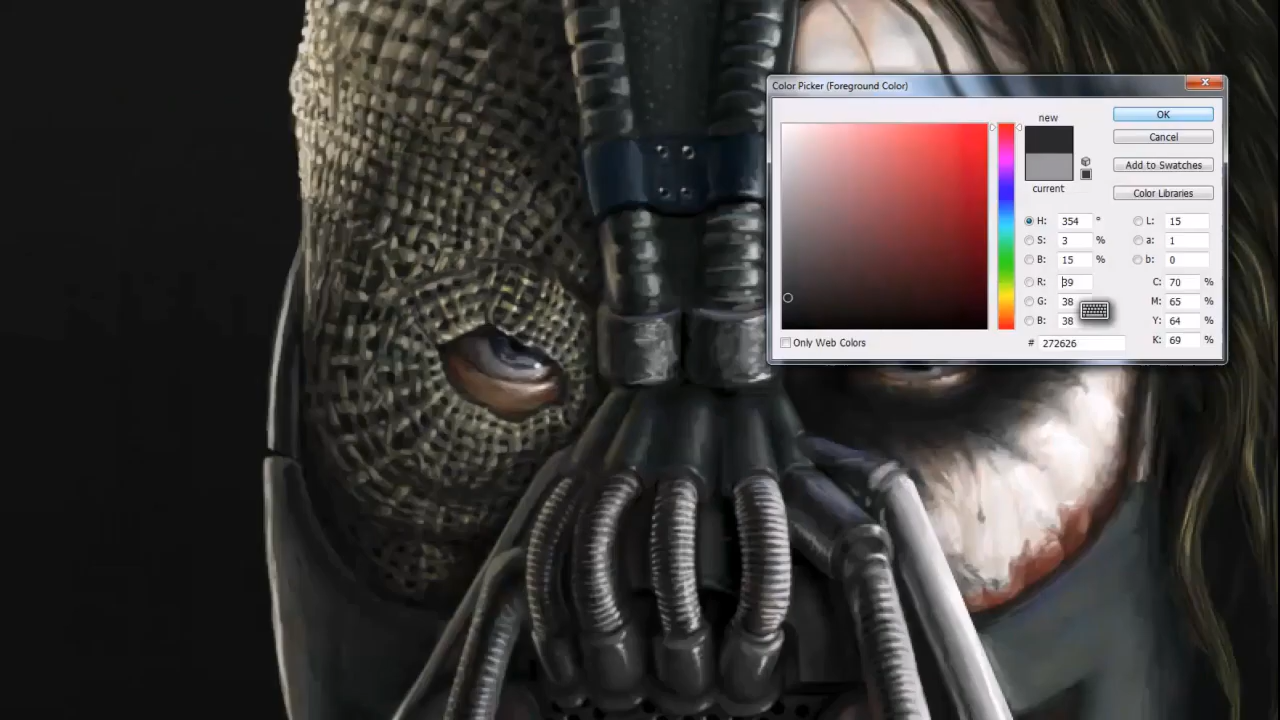 Color Picker (Foreground Color)
new
current
OK
Cancel
Add to Swatches
Color Libraries
H: 354 °
S: 3 %
B: 15 %
R: 39
G: 38
B: 38
L: 15
a: 1
b: 0
C: 70 %
M: 65 %
Y: 64 %
K: 69 %
# 272626
Only Web Colors